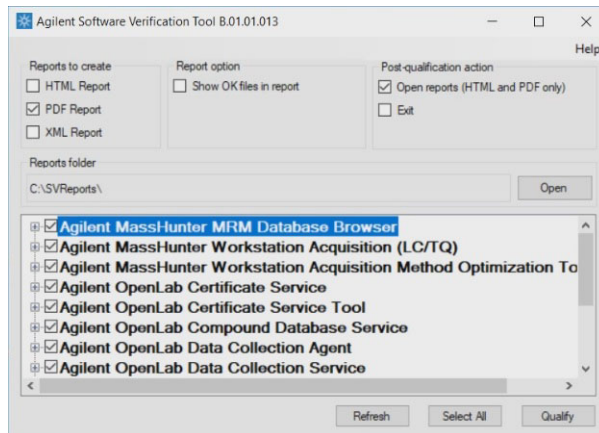 Agilent Software Verification Tool B.01.01.013
Help
Reports to create
HTML Report
PDF Report
XML Report
Report option
Show OK files in report
Post-qualification action
Open reports (HTML and PDF only)
Exit
Reports folder
C:\SVReports\
Open
Agilent MassHunter MRM Database Browser
Agilent MassHunter Workstation Acquisition (LC/TQ)
Agilent MassHunter Workstation Acquisition Method Optimization To
Agilent OpenLab Certificate Service
Agilent OpenLab Certificate Service Tool
Agilent OpenLab Compound Database Service
Agilent OpenLab Data Collection Agent
Agilent OpenLab Data Collection Service
Refresh
Select All
Qualify